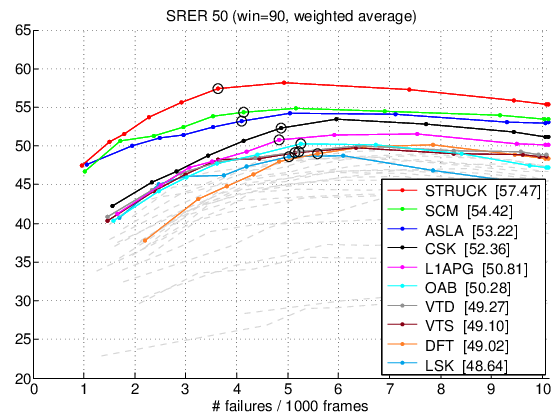 SRER 50 (win=90, weighted average)
65
60
55
50
45
40
35
30
25
20
STRUCK [57.47]
SCM [54.42]
ASLA [53.22]
CSK [52.36]
L1APG [50.81]
OAB [50.28]
VTD [49.27]
VTS [49.10]
DFT [49.02]
LSK [48.64]
0 1 2 3 4 5 6 7 8 9 10
# failures / 1000 frames